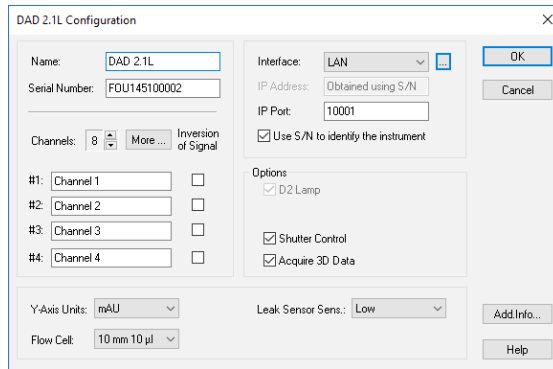 DAD 2.1L Configuration
Name: DAD 2.1L
Serial Number: FOU145100002
Channels: 8 More ... Inversion of Signal
#1: Channel 1
#2: Channel 2
#3: Channel 3
#4: Channel 4
Interface: LAN ...
IP Address: Obtained using S/N
IP Port: 10001
Use S/N to identify the instrument
Options
D2 Lamp
Shutter Control
Acquire 3D Data
Y-Axis Units: mAU
Flow Cell: 10 mm 10 µl
Leak Sensor Sens.: Low
OK
Cancel
Add.Info...
Help